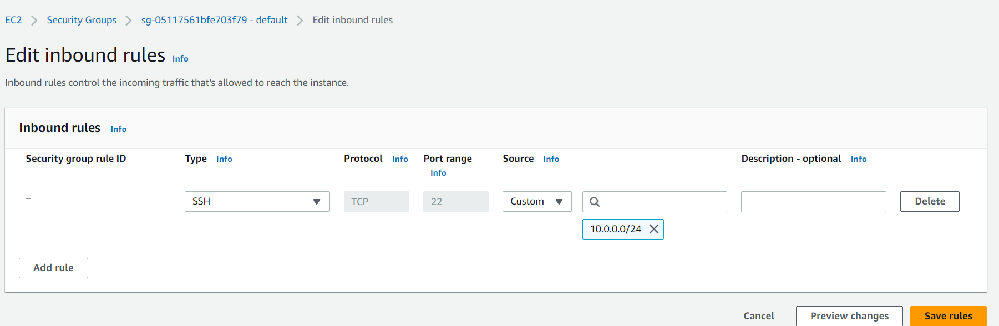 EC2 > Security Groups > sg-05117561bfe703f79 - default > Edit inbound rules
Edit inbound rules Info
Inbound rules control the incoming traffic that's allowed to reach the instance.
Inbound rules Info
Security group rule ID Type Info Protocol Info Port range Source Info Description - optional Info
Info
– SSH TCP 22 Custom Delete
10.0.0.0/24
Add rule
Cancel Preview changes Save rules